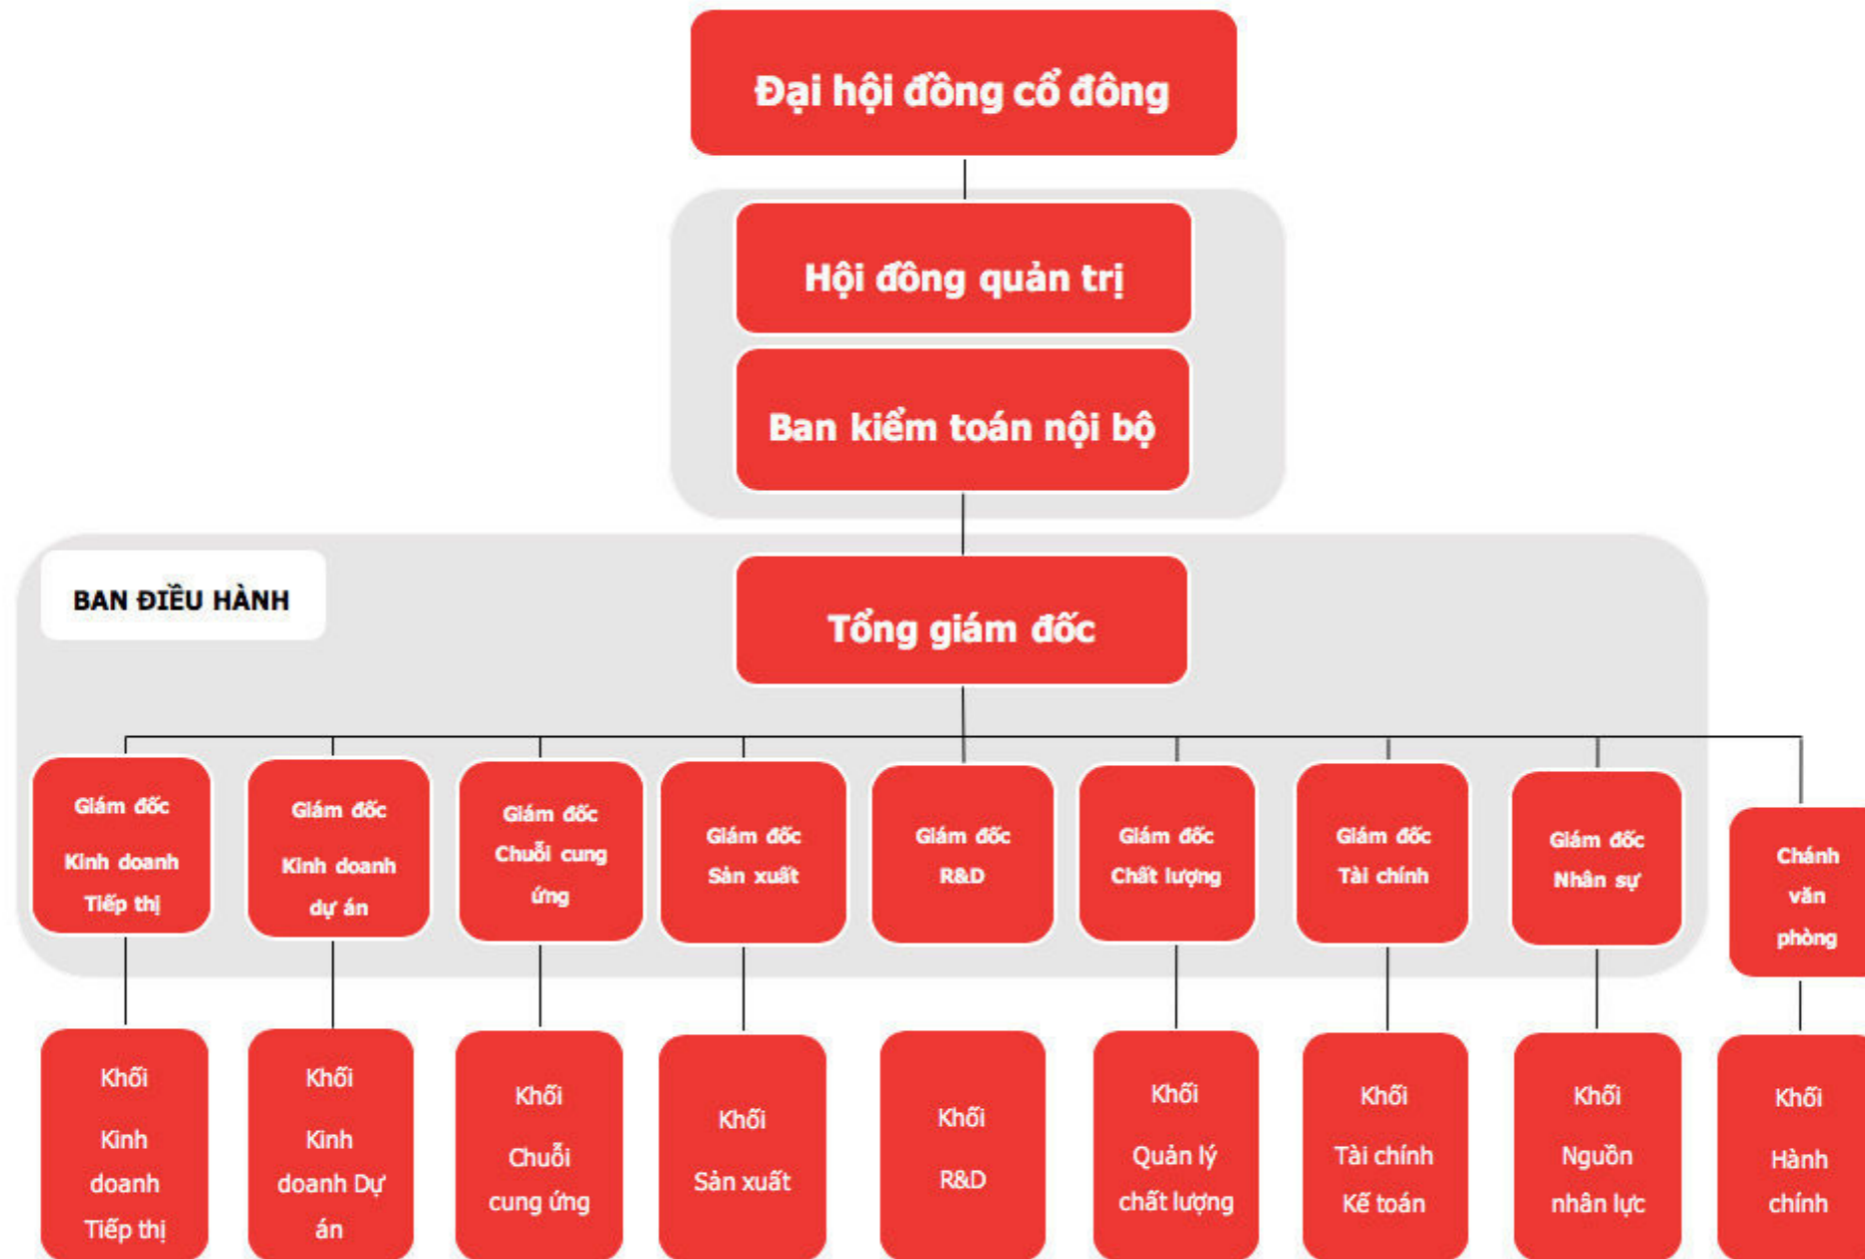 Đại hội đồng cổ đông
Hội đồng quản trị
Ban kiểm toán nội bộ
BAN ĐIỀU HÀNH
Tổng giám đốc
Giám đốc
Kinh doanh
Tiếp thị
Giám đốc
Kinh doanh
dự án
Giám đốc
Chuỗi cung
ứng
Giám đốc
Sản xuất
Giám đốc
R&D
Giám đốc
Chất lượng
Giám đốc
Tài chính
Giám đốc
Nhân sự
Chánh
văn
phòng
Khối
Kinh
doanh
Tiếp thị
Khối
Kinh
doanh Dự
án
Khối
Chuỗi
cung ứng
Khối
Sản xuất
Khối
R&D
Khối
Quản lý
chất lượng
Khối
Tài chính
Kế toán
Khối
Nguồn
nhân lực
Khối
Hành
chính